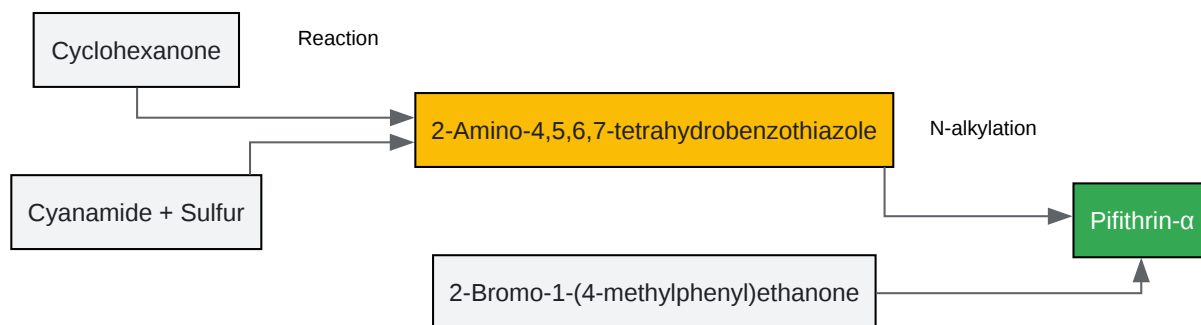 Cyclohexanone
Reaction
2-Amino-4,5,6,7-tetrahydrobenzothiazole
N-alkylation
Cyanamide + Sulfur
Pifithrin-α
2-Bromo-1-(4-methylphenyl)ethanone